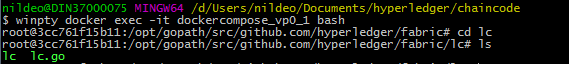 nildeo@DIN37000075 MINGW64 /d/Users/nildeo/Documents/hyperledger/chaincode
$ winpty docker exec -it dockercompose_vp0_1 bash
root@3cc761f15b11:/opt/gopath/src/github.com/hyperledger/fabric# cd lc
root@3cc761f15b11:/opt/gopath/src/github.com/hyperledger/fabric/lc# ls
lc  lc.go